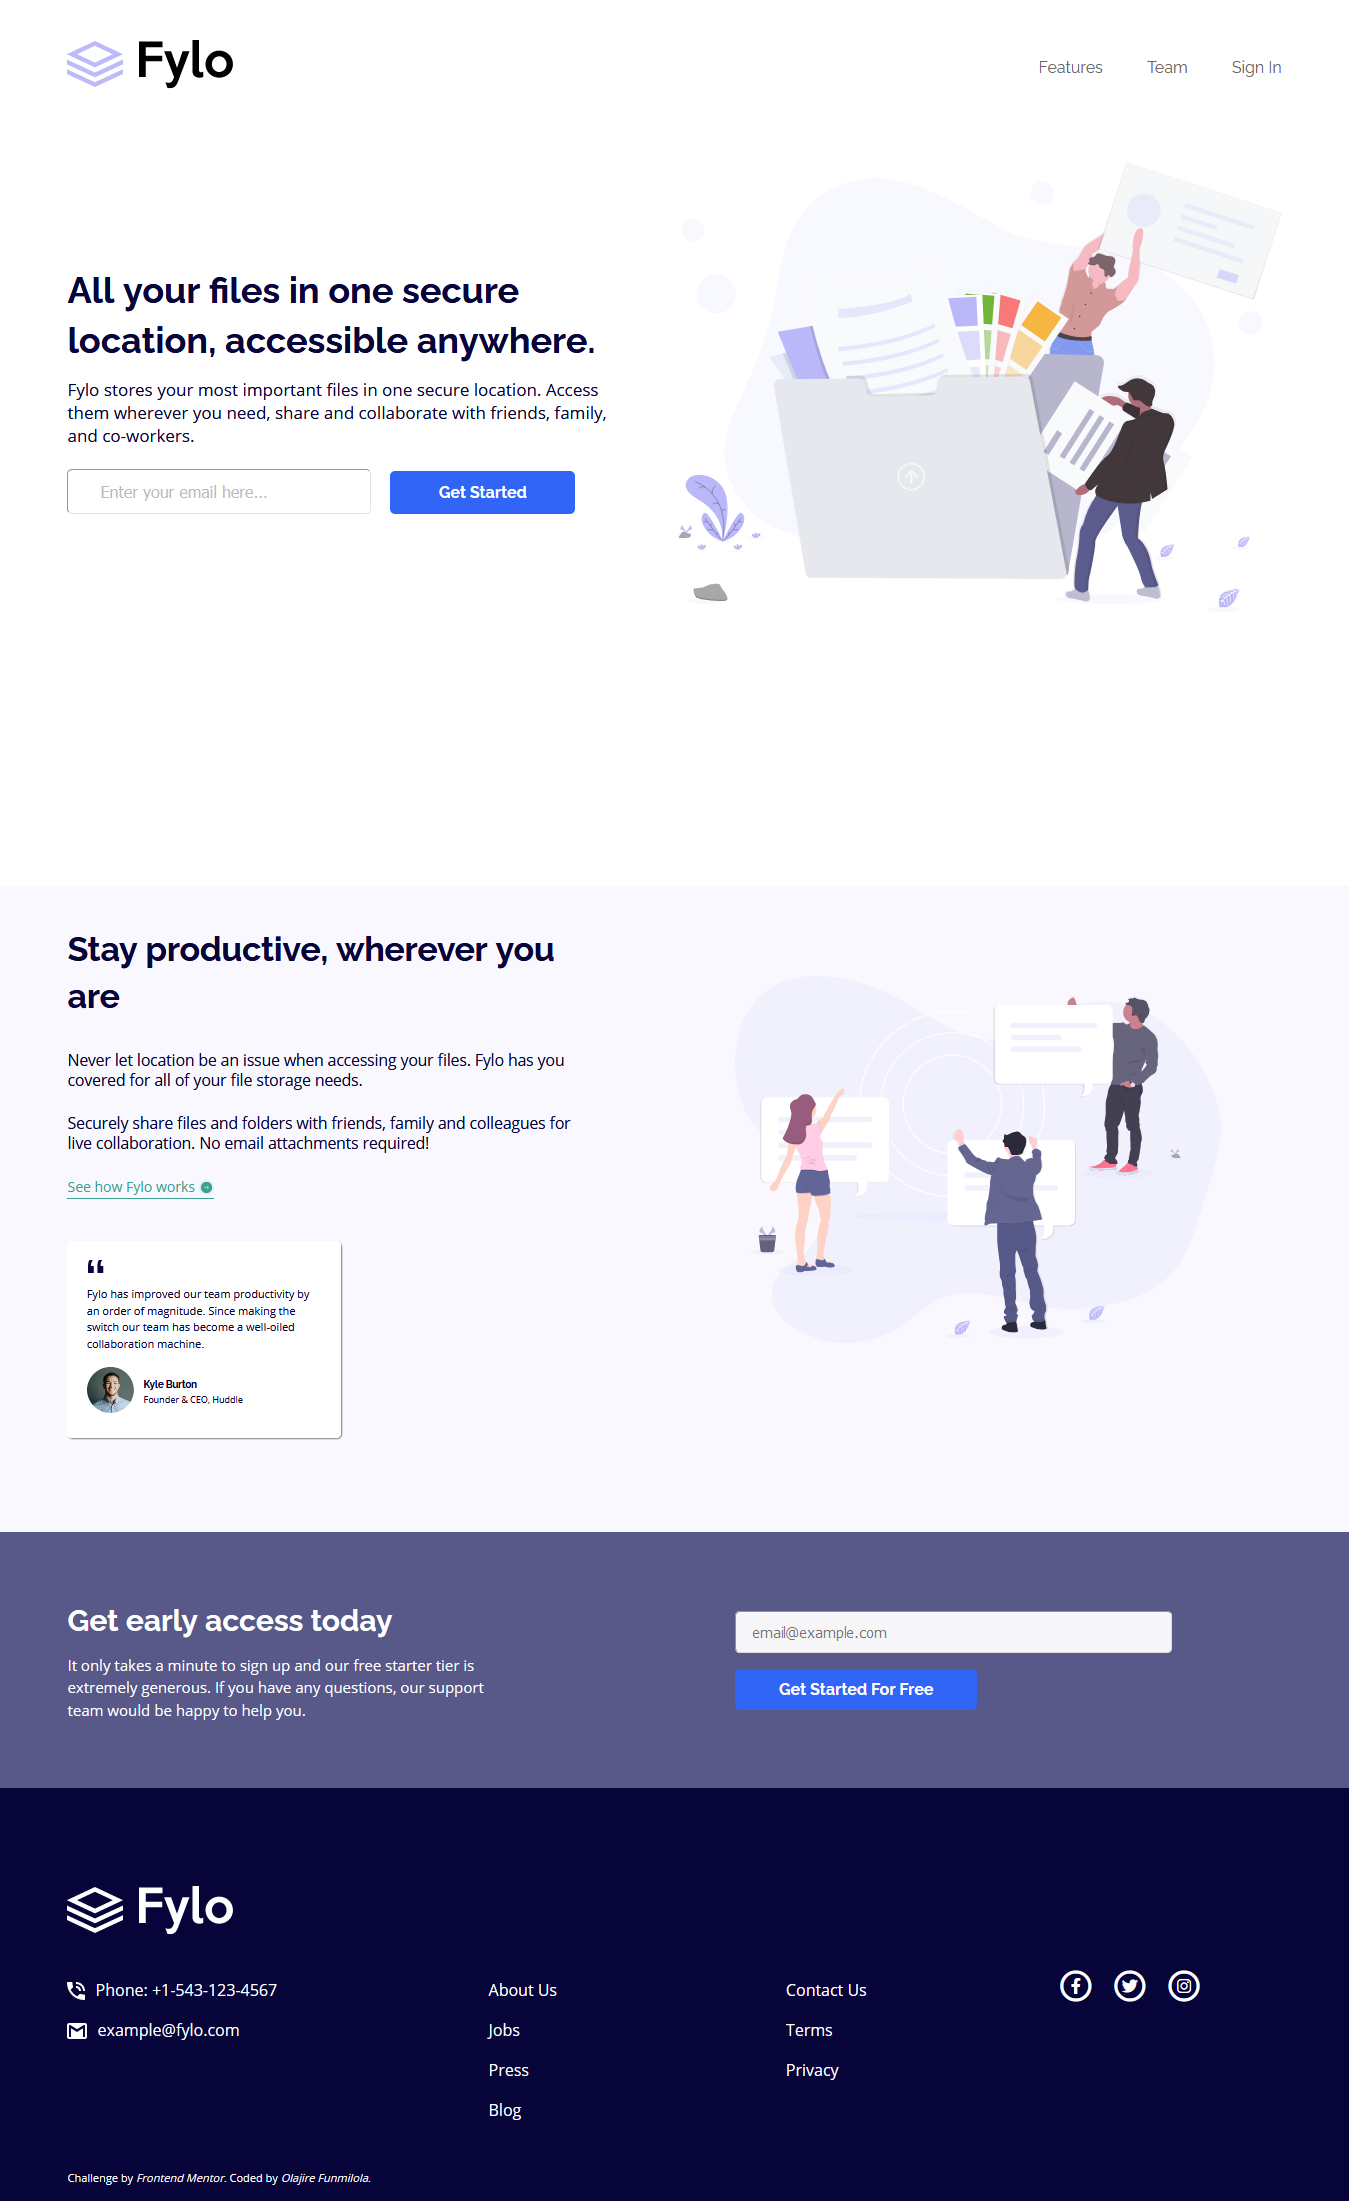 Fylo
Features Team Sign In
All your files in one secure
location, accessible anywhere.
Fylo stores your most important files in one secure location. Access
them wherever you need, share and collaborate with friends, family,
and co-workers.
Enter your email here...
Get Started
Stay productive, wherever you
are
Never let location be an issue when accessing your files. Fylo has you
covered for all of your file storage needs.
Securely share files and folders with friends, family and colleagues for
live collaboration. No email attachments required!
See how Fylo works
“
Fylo has improved our team productivity by
an order of magnitude. Since making the
switch our team has become a well-oiled
collaboration machine.
Kyle Burton
Founder & CEO, Huddle
Get early access today
It only takes a minute to sign up and our free starter tier is
extremely generous. If you have any questions, our support
team would be happy to help you.
email@example.com
Get Started For Free
Fylo
Phone: +1-543-123-4567
example@fylo.com
About Us
Jobs
Press
Blog
Contact Us
Terms
Privacy
Challenge by Frontend Mentor. Coded by Olajire Funmilola.